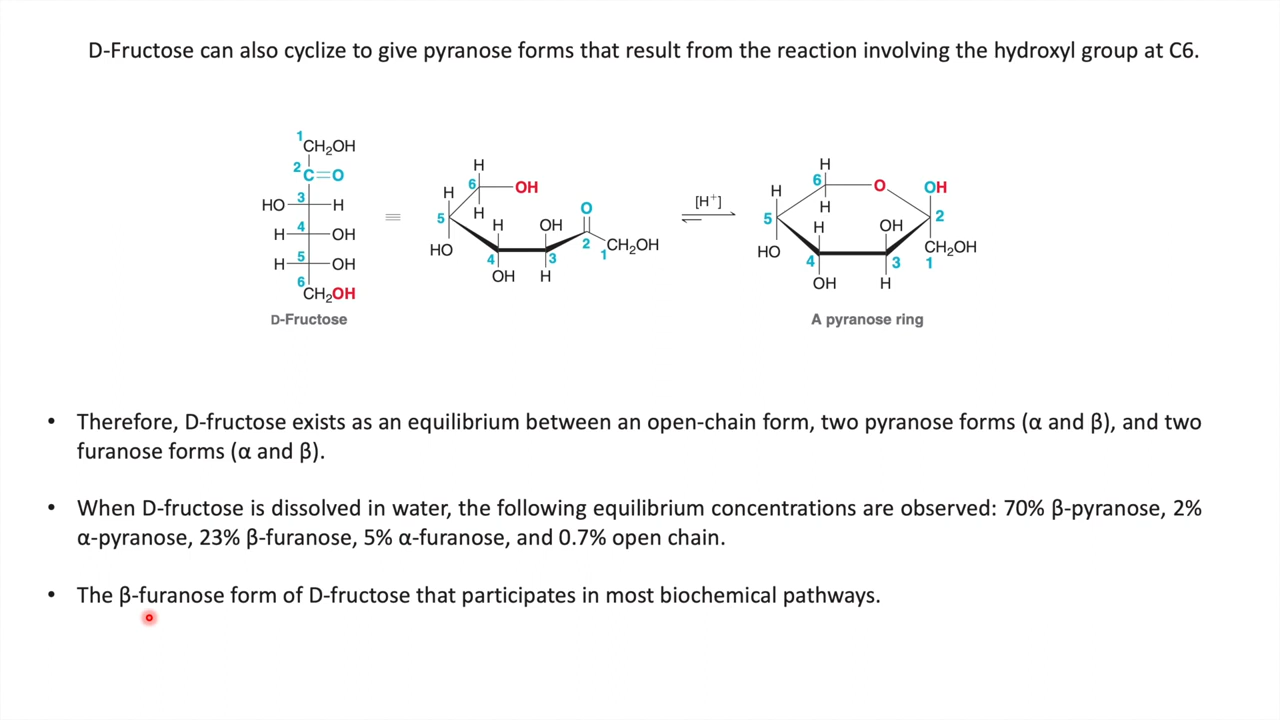 D-Fructose can also cyclize to give pyranose forms that result from the reaction involving the hydroxyl group at C6.
1
CH₂OH
2
C=O
HO 3 H
H 4 OH
H 5 OH
6
CH₂OH
D-Fructose
H
6 OH
H
5 H
HO
H
4
OH
OH
3
H
O
2
1 CH₂OH
[H⁺]
H
6 O OH
H
5 H
HO
H
4
OH
OH
3
H
2
CH₂OH
1
A pyranose ring
• Therefore, D-fructose exists as an equilibrium between an open-chain form, two pyranose forms (α and β), and two
furanose forms (α and β).
• When D-fructose is dissolved in water, the following equilibrium concentrations are observed: 70% β-pyranose, 2%
α-pyranose, 23% β-furanose, 5% α-furanose, and 0.7% open chain.
• The β-furanose form of D-fructose that participates in most biochemical pathways.